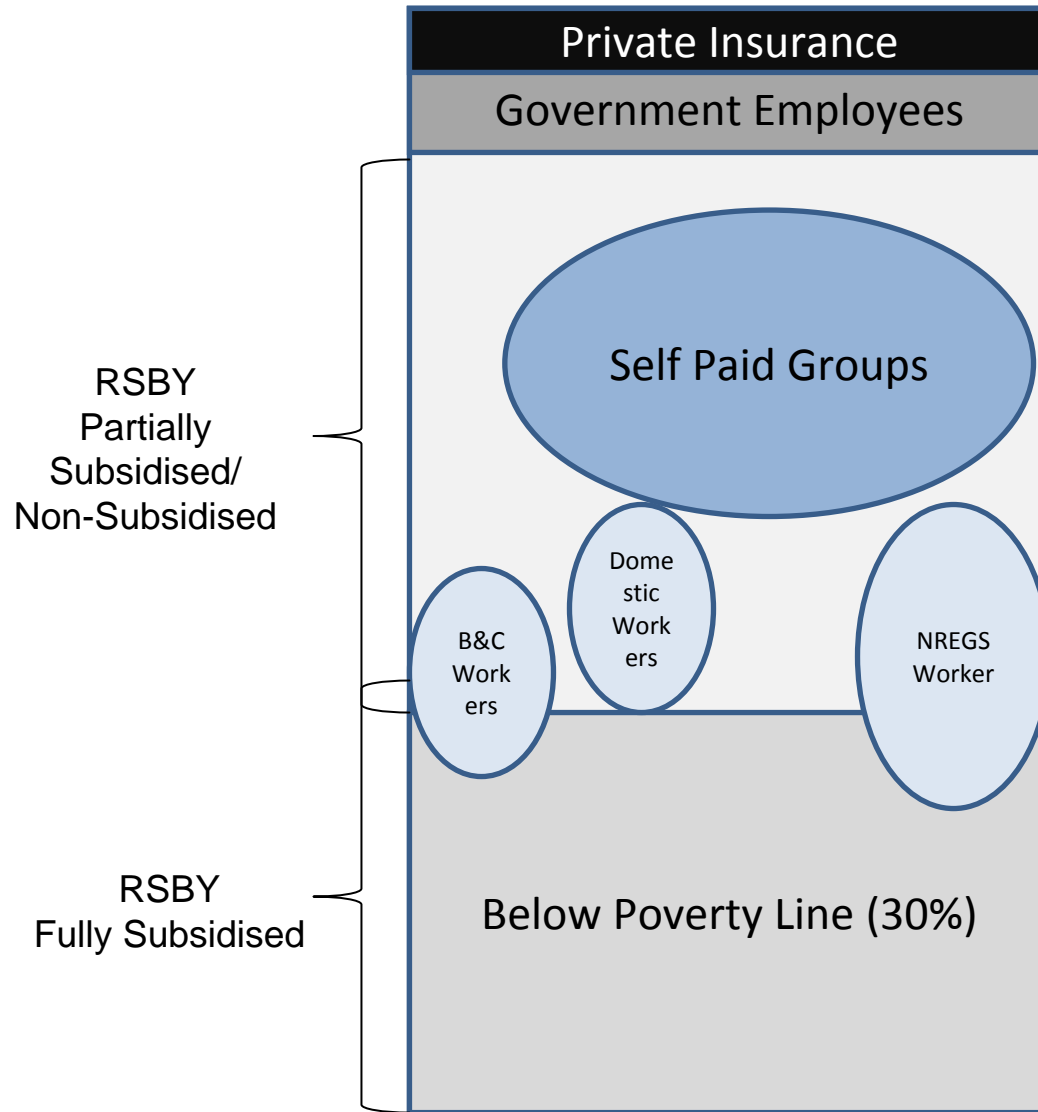 Private Insurance
Government Employees
Self Paid Groups
RSBY
Partially
Subsidised/
Non-Subsidised
Dome
stic
Work
ers
B&C
Work
ers
NREGS
Worker
RSBY
Fully Subsidised
Below Poverty Line (30%)